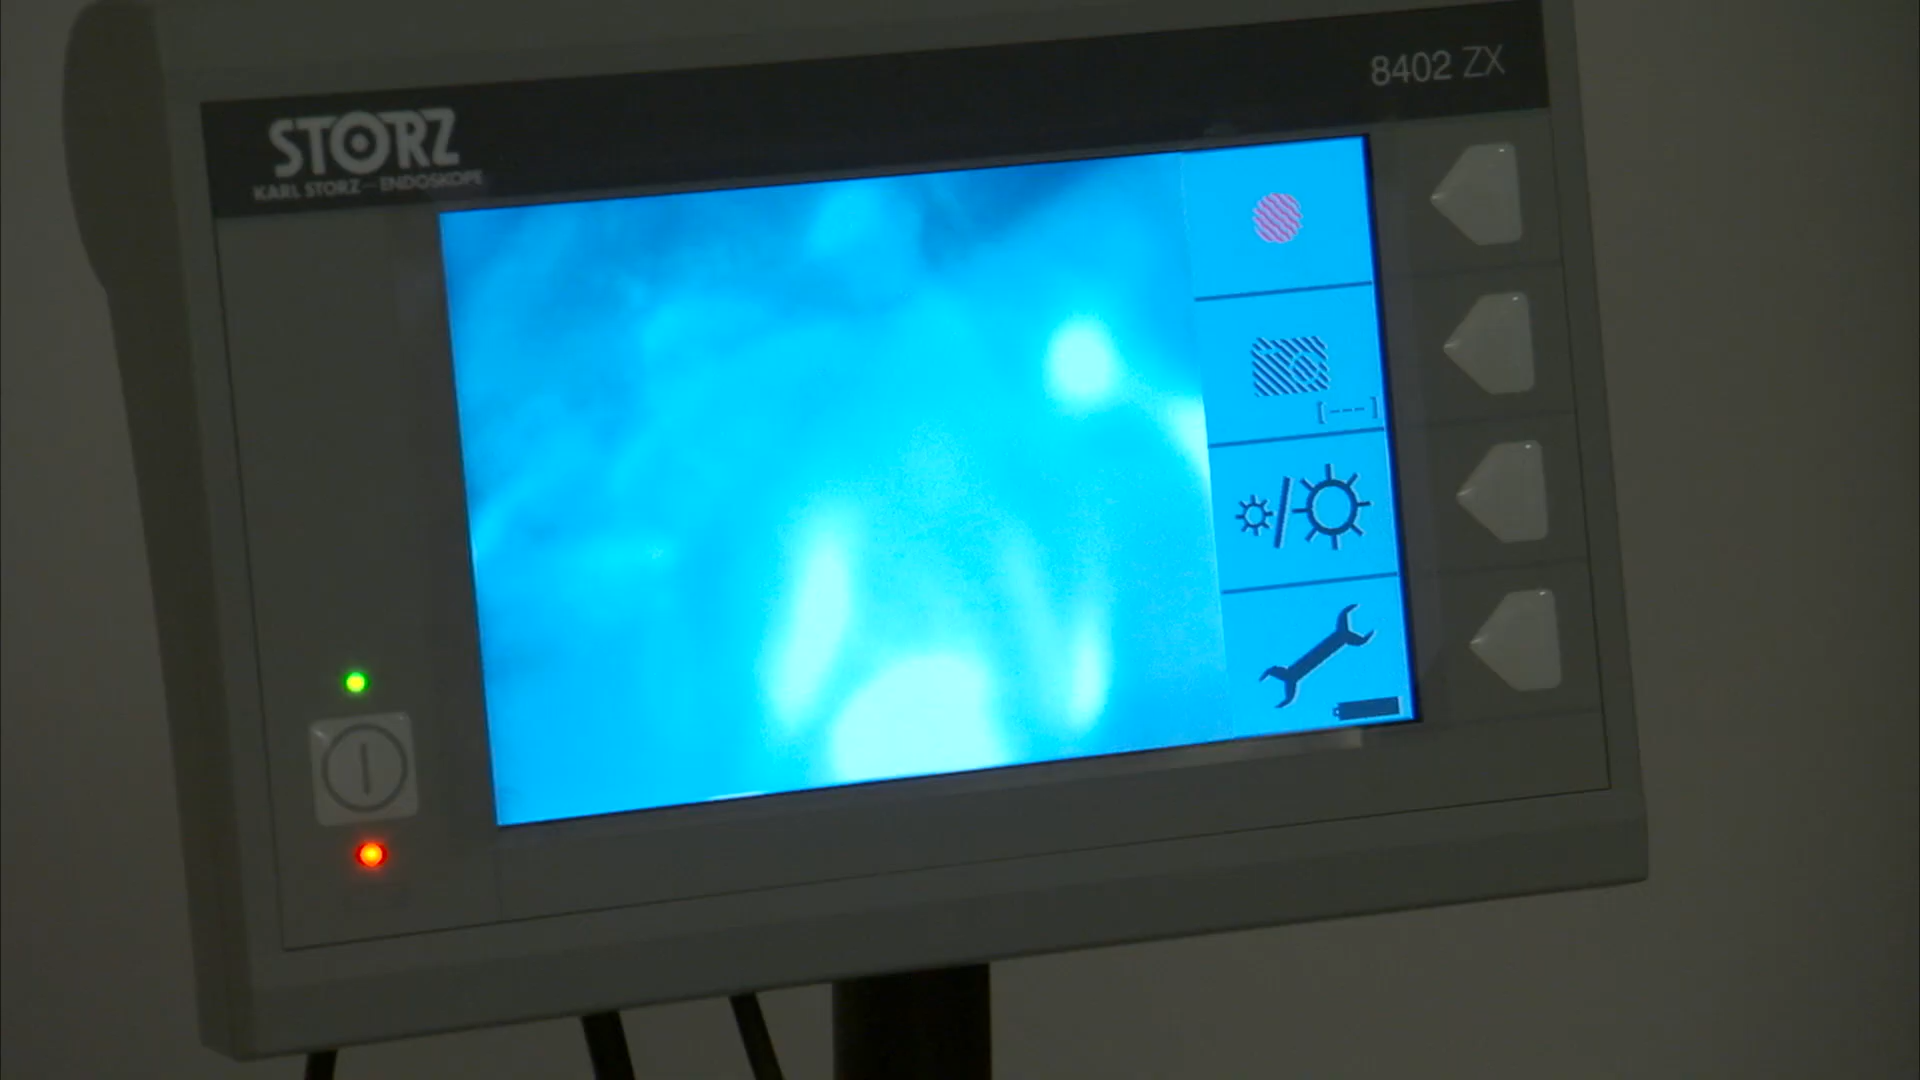 8402 ZX
STORZ
KARL STORZ — ENDOSKOPE
[---]